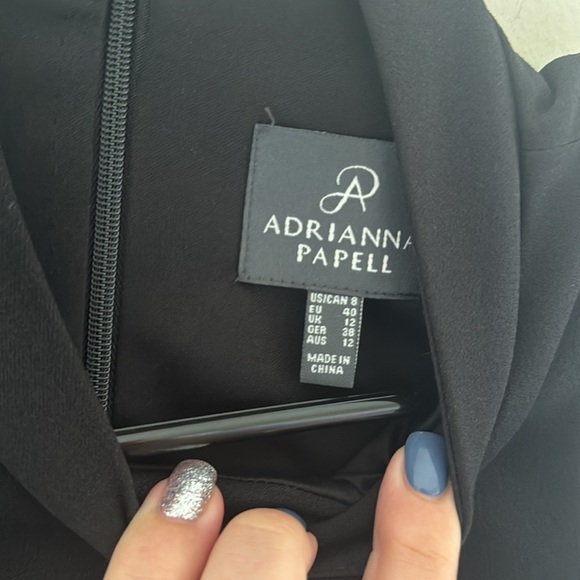 ADRIANNA
PAPELL
US|CAN 8
EU 40
UK 12
GER 38
AUS 12
MADE IN
CHINA